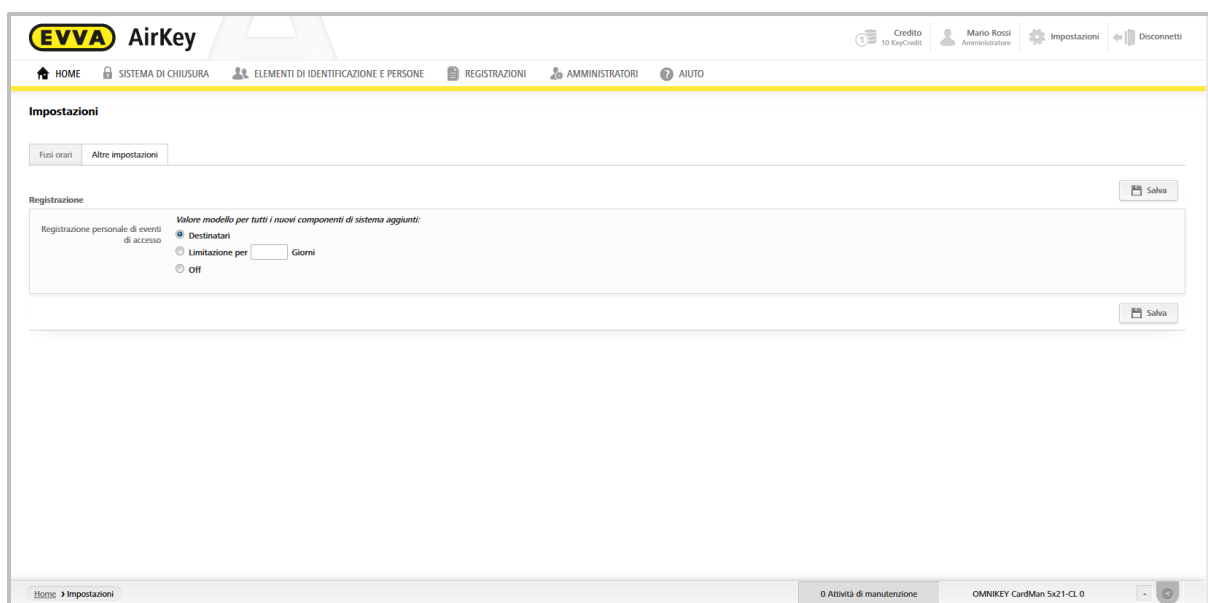 EVVA AirKey
Credito
10 KeyCredit
Mario Rossi
Amministratore
Impostazioni
Disconnetti
HOME SISTEMA DI CHIUSURA ELEMENTI DI IDENTIFICAZIONE E PERSONE REGISTRAZIONI AMMINISTRATORI ? AIUTO
Impostazioni
Fusi orari Altre impostazioni
Salva
Registrazione
Registrazione personale di eventi
di accesso
Valore modello per tutti i nuovi componenti di sistema aggiunti:
Destinatari
Limitazione per Giorni
Off
Salva
Home › Impostazioni 0 Attività di manutenzione OMNIKEY CardMan 5x21-CL 0 -